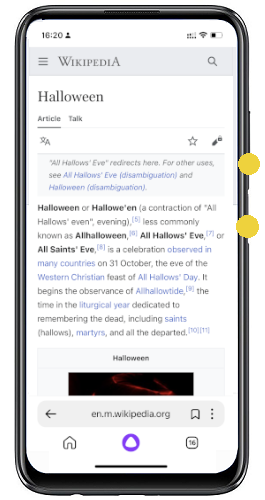 16:20
WIKIPEDIA
Halloween
Article Talk
"All Hallows' Eve" redirects here. For other uses,
see All Hallows' Eve (disambiguation) and
Halloween (disambiguation).
Halloween or Hallowe'en (a contraction of "All
Hallows' even", evening),[5] less commonly
known as Allhalloween,[6] All Hallows' Eve,[7] or
All Saints' Eve,[8] is a celebration observed in
many countries on 31 October, the eve of the
Western Christian feast of All Hallows' Day. It
begins the observance of Allhallowtide,[9] the
time in the liturgical year dedicated to
remembering the dead, including saints
(hallows), martyrs, and all the departed.[10][11]
Halloween
en.m.wikipedia.org
16